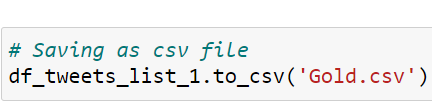 # Saving as csv file
df_tweets_list_1.to_csv('Gold.csv')